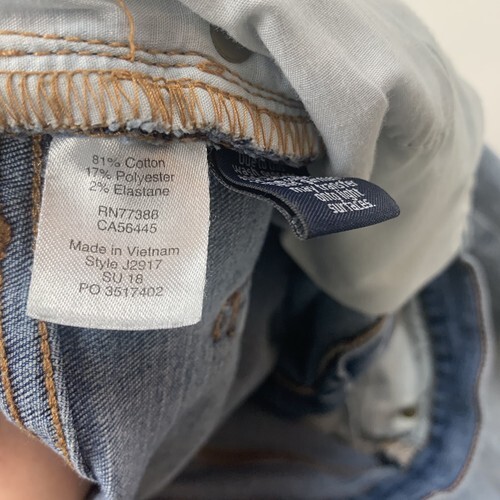 81% Cotton
17% Polyester
2% Elastane
RN77388
CA56445
Made in Vietnam
Style J2917
SU 18
PO 3517402